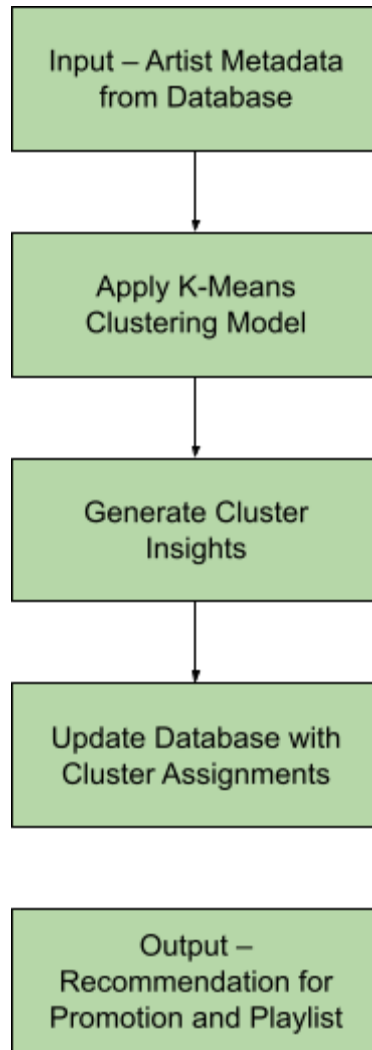 Input – Artist Metadata
from Database
Apply K-Means
Clustering Model
Generate Cluster
Insights
Update Database with
Cluster Assignments
Output –
Recommendation for
Promotion and Playlist